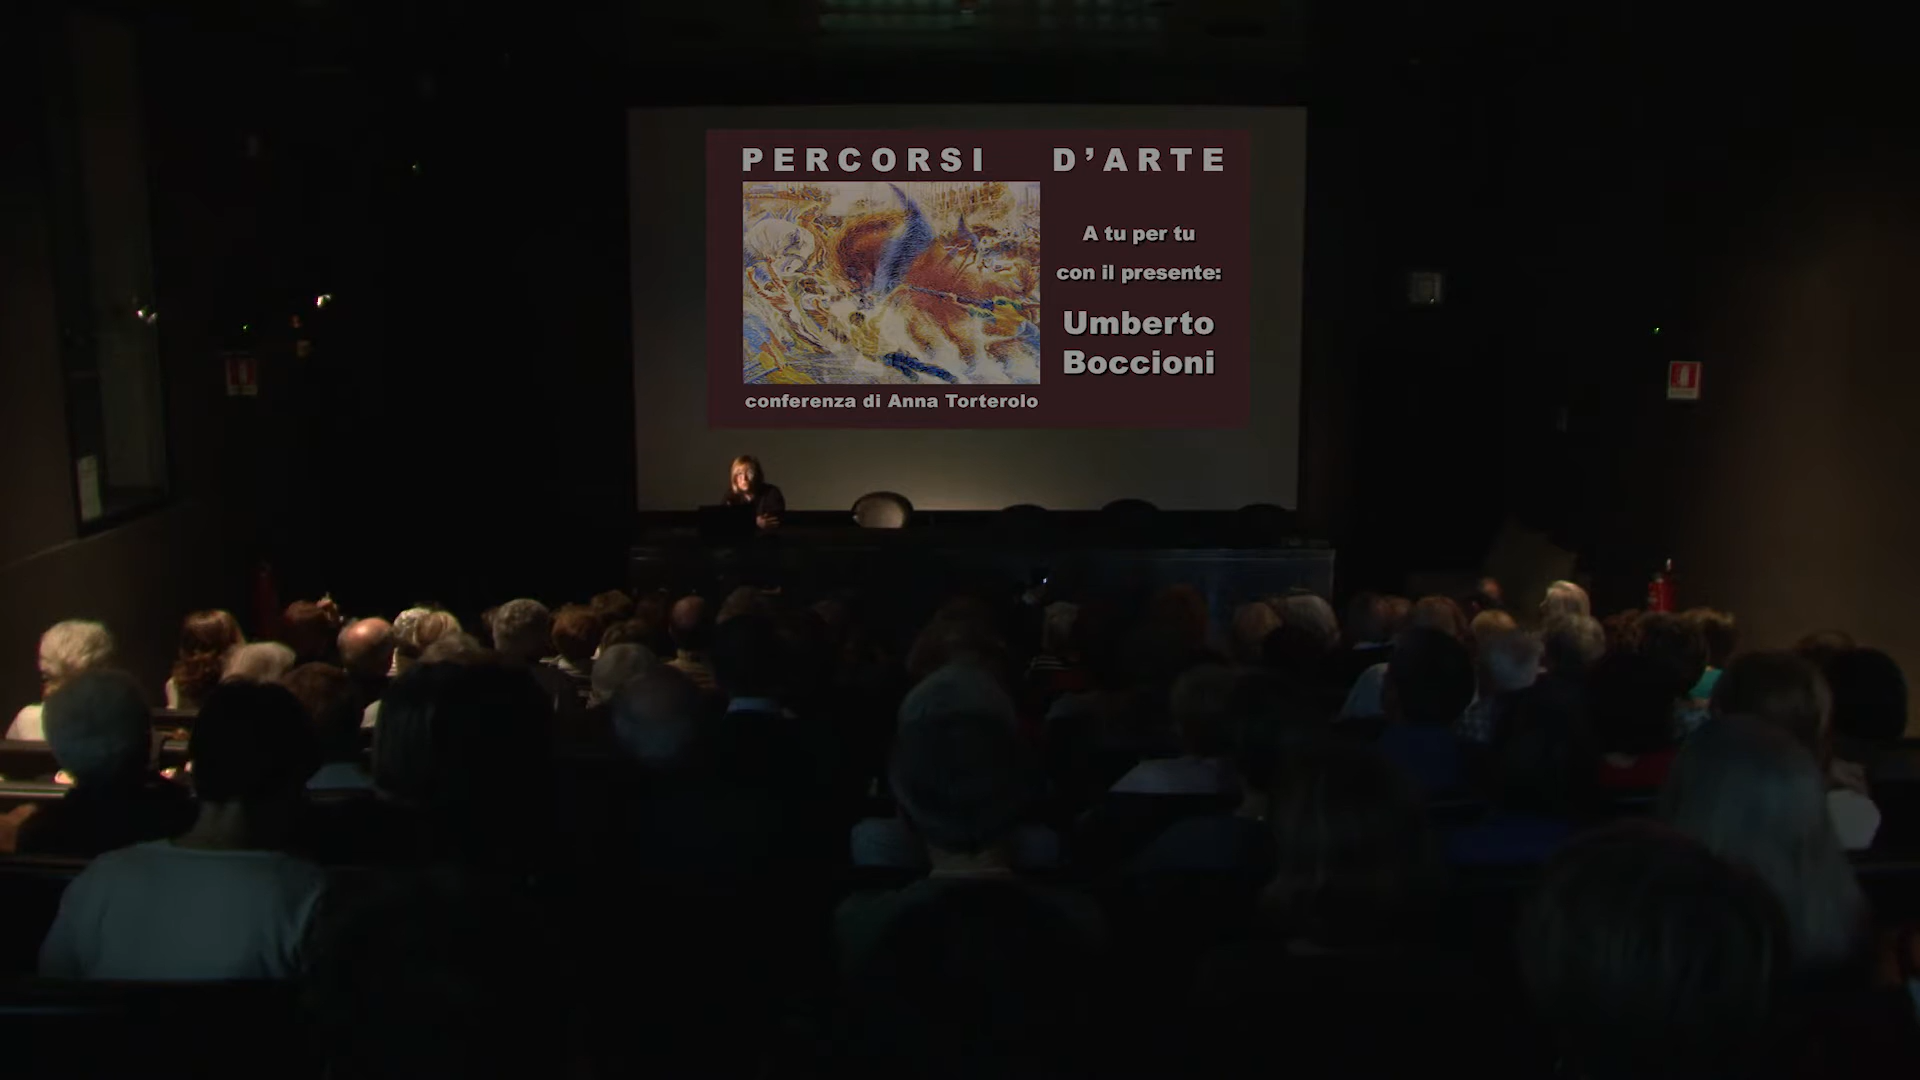 PERCORSI D’ARTE
A tu per tu
con il presente:
Umberto
Boccioni
conferenza di Anna Torterolo